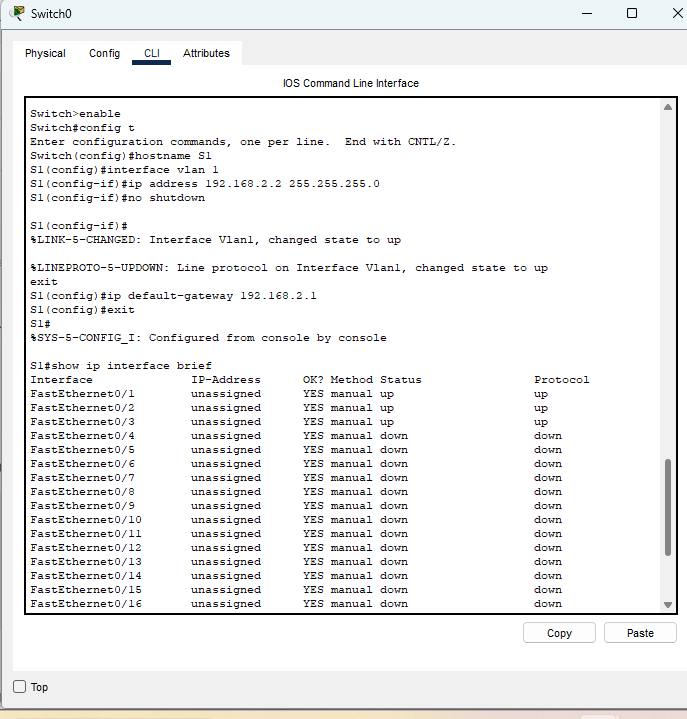 Switch0
Physical Config CLI Attributes
IOS Command Line Interface
Switch>enable
Switch#config t
Enter configuration commands, one per line.  End with CNTL/Z.
Switch(config)#hostname S1
S1(config)#interface vlan 1
S1(config-if)#ip address 192.168.2.2 255.255.255.0
S1(config-if)#no shutdown
S1(config-if)#
%LINK-5-CHANGED: Interface Vlan1, changed state to up
%LINEPROTO-5-UPDOWN: Line protocol on Interface Vlan1, changed state to up
exit
S1(config)#ip default-gateway 192.168.2.1
S1(config)#exit
S1#
%SYS-5-CONFIG_I: Configured from console by console
S1#show ip interface brief
Interface              IP-Address      OK? Method Status                Protocol
FastEthernet0/1        unassigned      YES manual up                    up
FastEthernet0/2        unassigned      YES manual up                    up
FastEthernet0/3        unassigned      YES manual up                    up
FastEthernet0/4        unassigned      YES manual down                  down
FastEthernet0/5        unassigned      YES manual down                  down
FastEthernet0/6        unassigned      YES manual down                  down
FastEthernet0/7        unassigned      YES manual down                  down
FastEthernet0/8        unassigned      YES manual down                  down
FastEthernet0/9        unassigned      YES manual down                  down
FastEthernet0/10       unassigned      YES manual down                  down
FastEthernet0/11       unassigned      YES manual down                  down
FastEthernet0/12       unassigned      YES manual down                  down
FastEthernet0/13       unassigned      YES manual down                  down
FastEthernet0/14       unassigned      YES manual down                  down
FastEthernet0/15       unassigned      YES manual down                  down
FastEthernet0/16       unassigned      YES manual down                  down
Copy Paste
Top